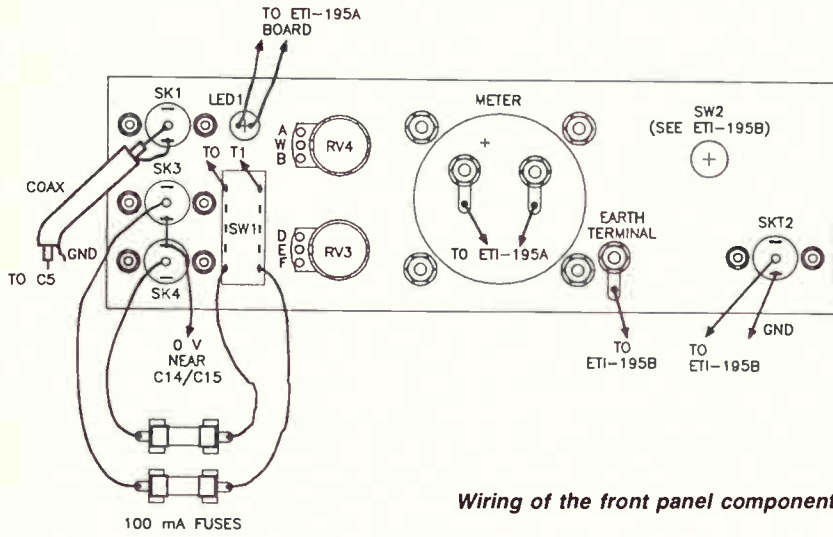 TO ETI-195A
BOARD
SK1
LED1
A
W
B
RV4
METER
+
SW2
(SEE ETI-195B)
+
TO T1
SK3
COAX
SW1
D
E
F
RV3
TO ETI-195A
EARTH
TERMINAL
SKT2
GND
TO C5
SK4
0 V
NEAR
C14/C15
TO
ETI-195B
TO
ETI-195B
GND
100 mA FUSES
Wiring of the front panel component